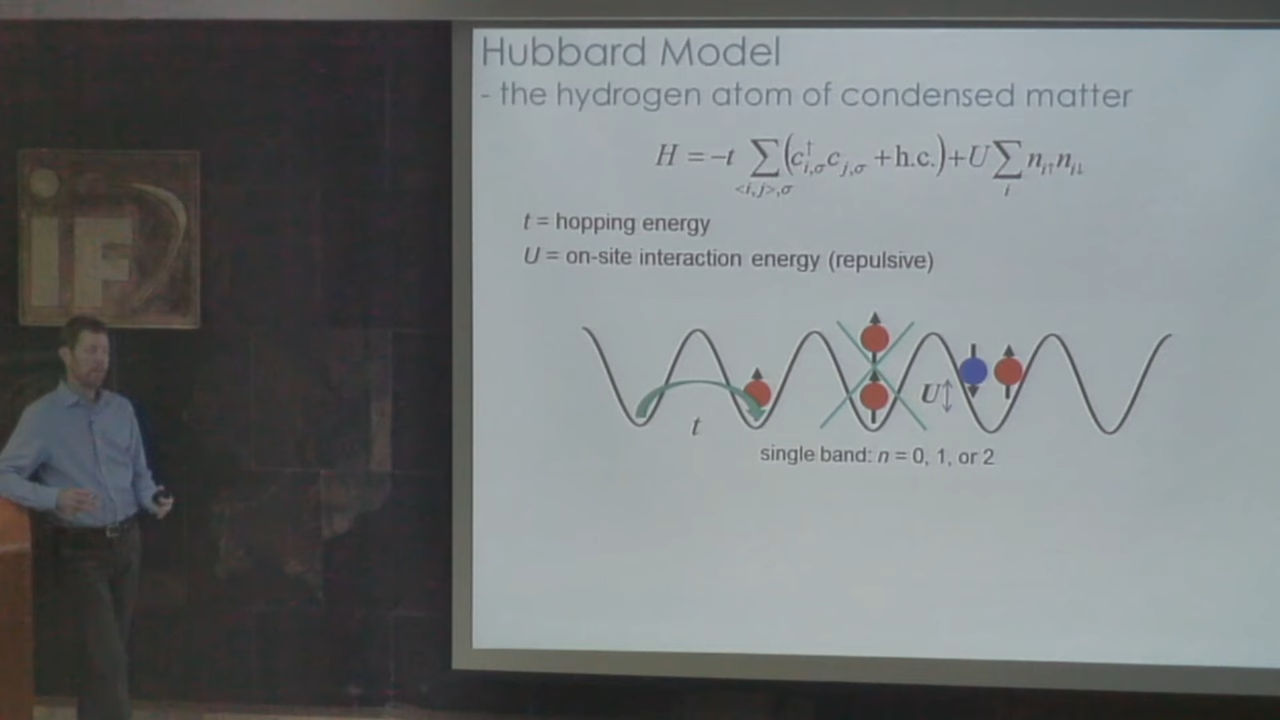 Hubbard Model
- the hydrogen atom of condensed matter
H = -t ∑<i,j>,σ (c†i,σ cj,σ + h.c.) + U ∑i ni↑ni↓
t = hopping energy
U = on-site interaction energy (repulsive)
U
t
single band: n = 0, 1, or 2
iF